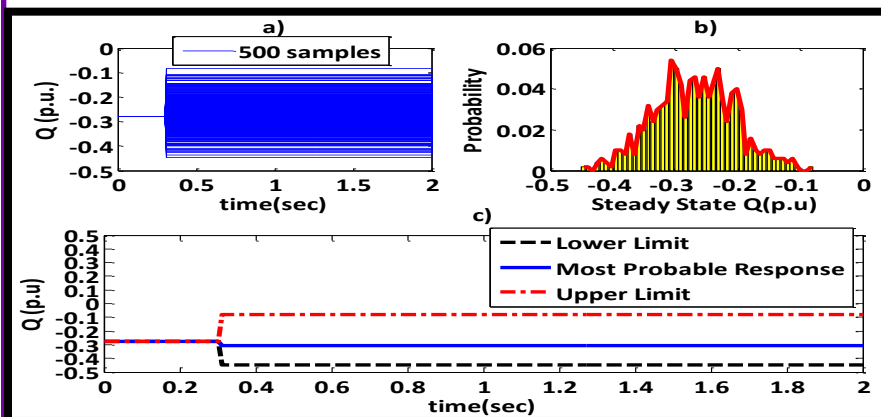 a)
500 samples
Q (p.u.)
0
-0.1
-0.2
-0.3
-0.4
-0.5
0 0.5 1 1.5 2
time(sec)
b)
Probability
0.06
0.04
0.02
0
-0.5 -0.4 -0.3 -0.2 -0.1 0
Steady State Q(p.u)
c)
Lower Limit
Most Probable Response
Upper Limit
Q (p.u)
0.5
0.4
0.3
0.2
0.1
0
-0.1
-0.2
-0.3
-0.4
-0.5
0 0.2 0.4 0.6 0.8 1 1.2 1.4 1.6 1.8 2
time(sec)